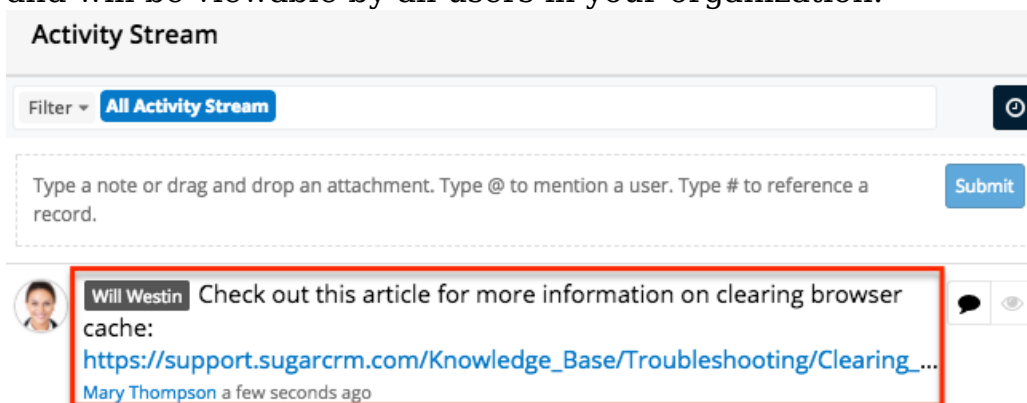 and will be viewable by all users in your organization.
Activity Stream
Filter All Activity Stream
Type a note or drag and drop an attachment. Type @ to mention a user. Type # to reference a
record.
Submit
Will Westin Check out this article for more information on clearing browser
cache:
https://support.sugarcrm.com/Knowledge_Base/Troubleshooting/Clearing_...
Mary Thompson a few seconds ago